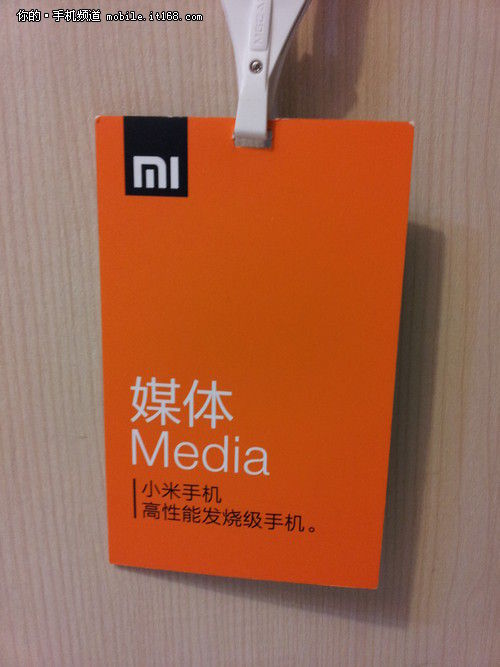 你的·手机频道 mobile.it168.com
mi
媒体
Media
小米手机
高性能发烧级手机。